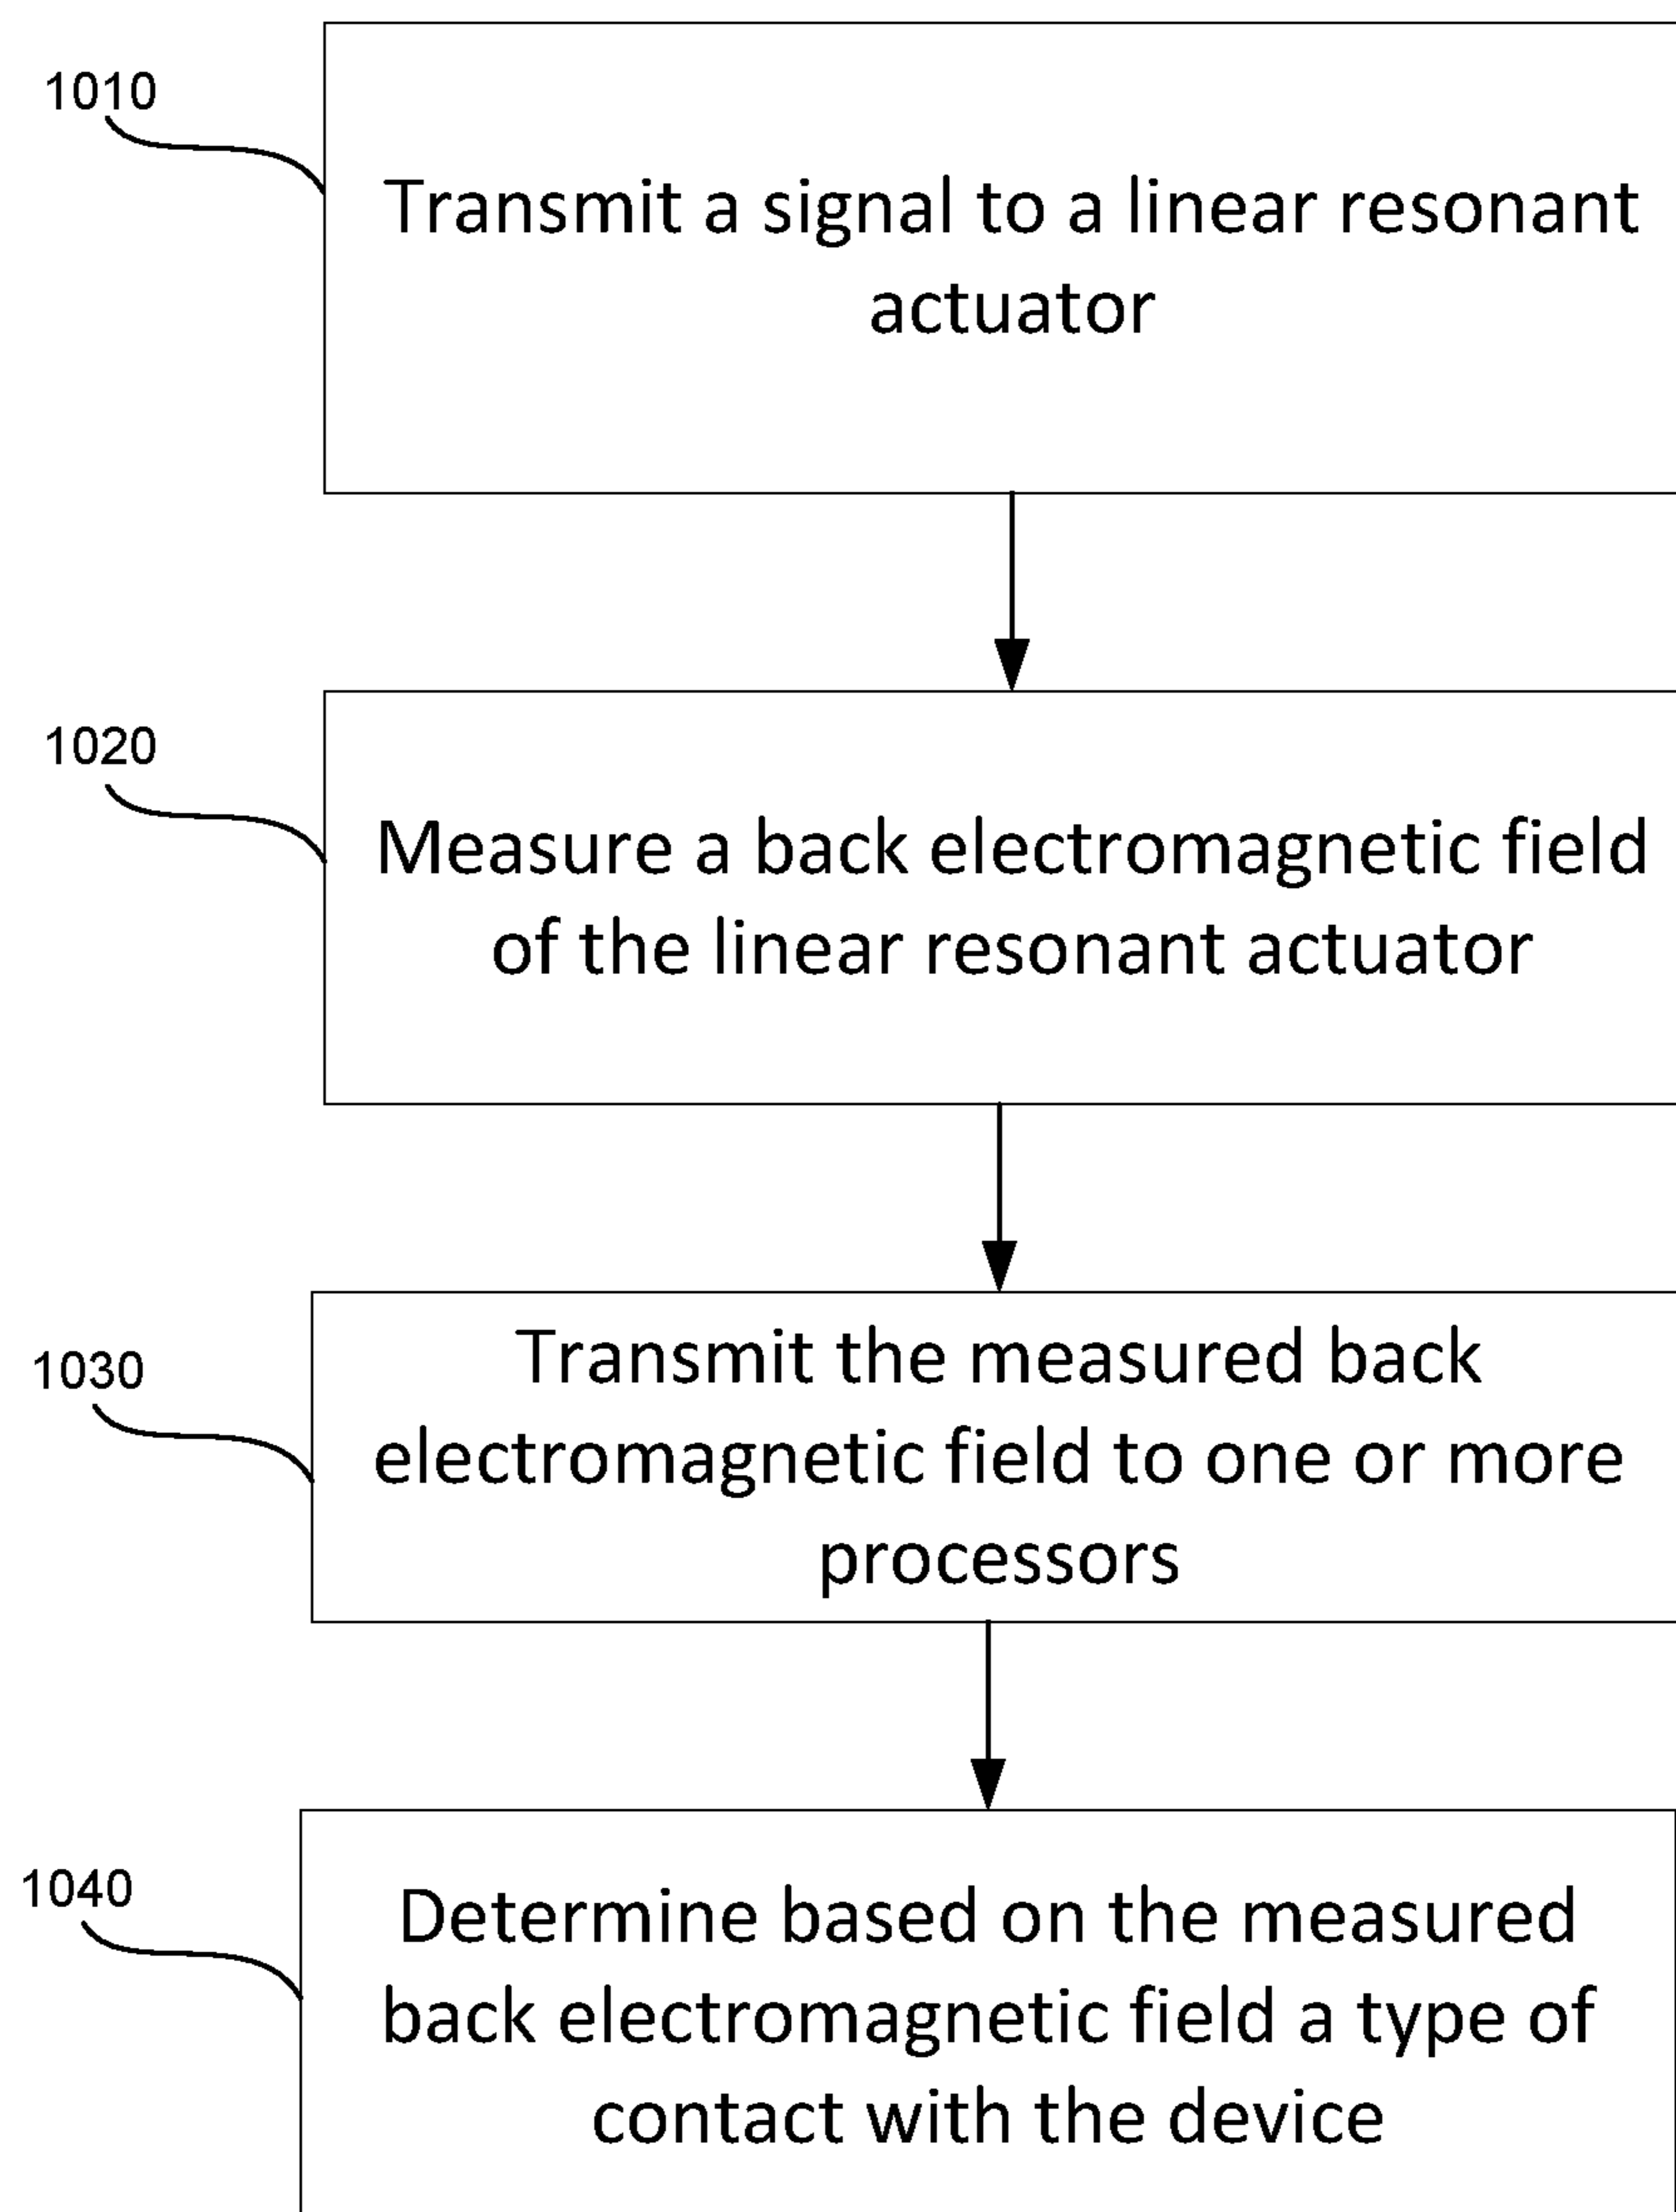 1010
Transmit a signal to a linear resonant
actuator
1020
Measure a back electromagnetic field
of the linear resonant actuator
1030
Transmit the measured back
electromagnetic field to one or more
processors
1040
Determine based on the measured
back electromagnetic field a type of
contact with the device